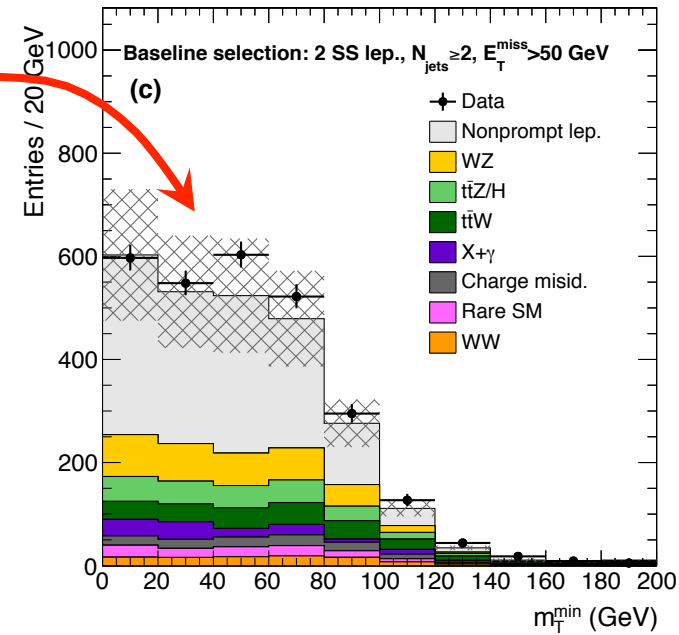 Baseline selection: 2 SS lep., N_jets≥2, E_T^miss>50 GeV
(c)
Entries / 20 GeV
1000
800
600
400
200
0
Data
Nonprompt lep.
WZ
tt̄Z/H
tt̄W
X+γ
Charge misid.
Rare SM
WW
0 20 40 60 80 100 120 140 160 180 200
m_T^min (GeV)